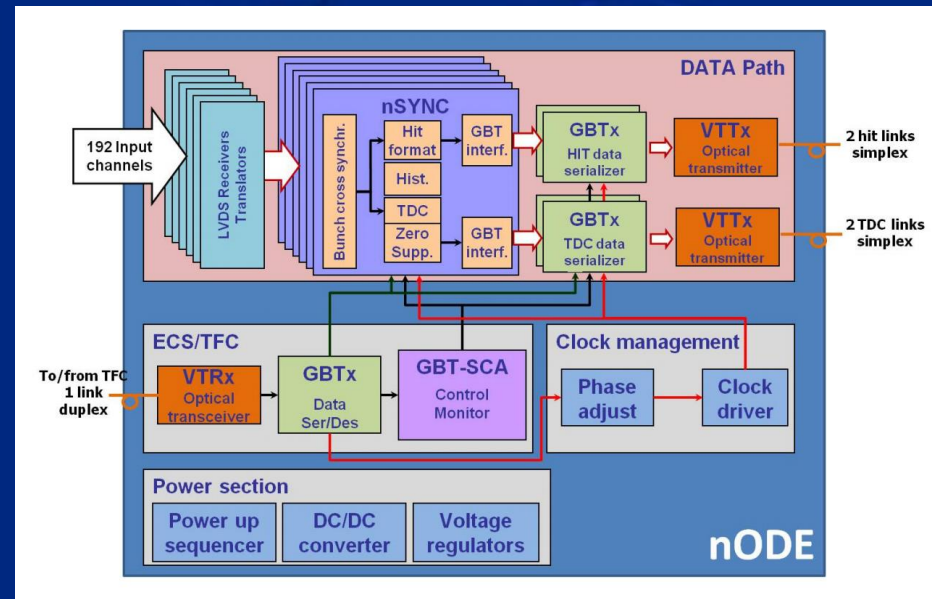 DATA Path
192 Input
channels
LVDS Receivers
Translators
nSYNC
Bunch cross synchr.
Hit
format
Hist.
TDC
Zero
Supp.
GBT
interf.
GBT
interf.
GBTx
HIT data
serializer
GBTx
TDC data
serializer
VTTx
Optical
transmitter
VTTx
Optical
transmitter
2 hit links
simplex
2 TDC links
simplex
ECS/TFC
To/from TFC
1 link
duplex
VTRx
Optical
transceiver
GBTx
Data
Ser/Des
GBT-SCA
Control
Monitor
Clock management
Phase
adjust
Clock
driver
Power section
Power up
sequencer
DC/DC
converter
Voltage
regulators
nODE